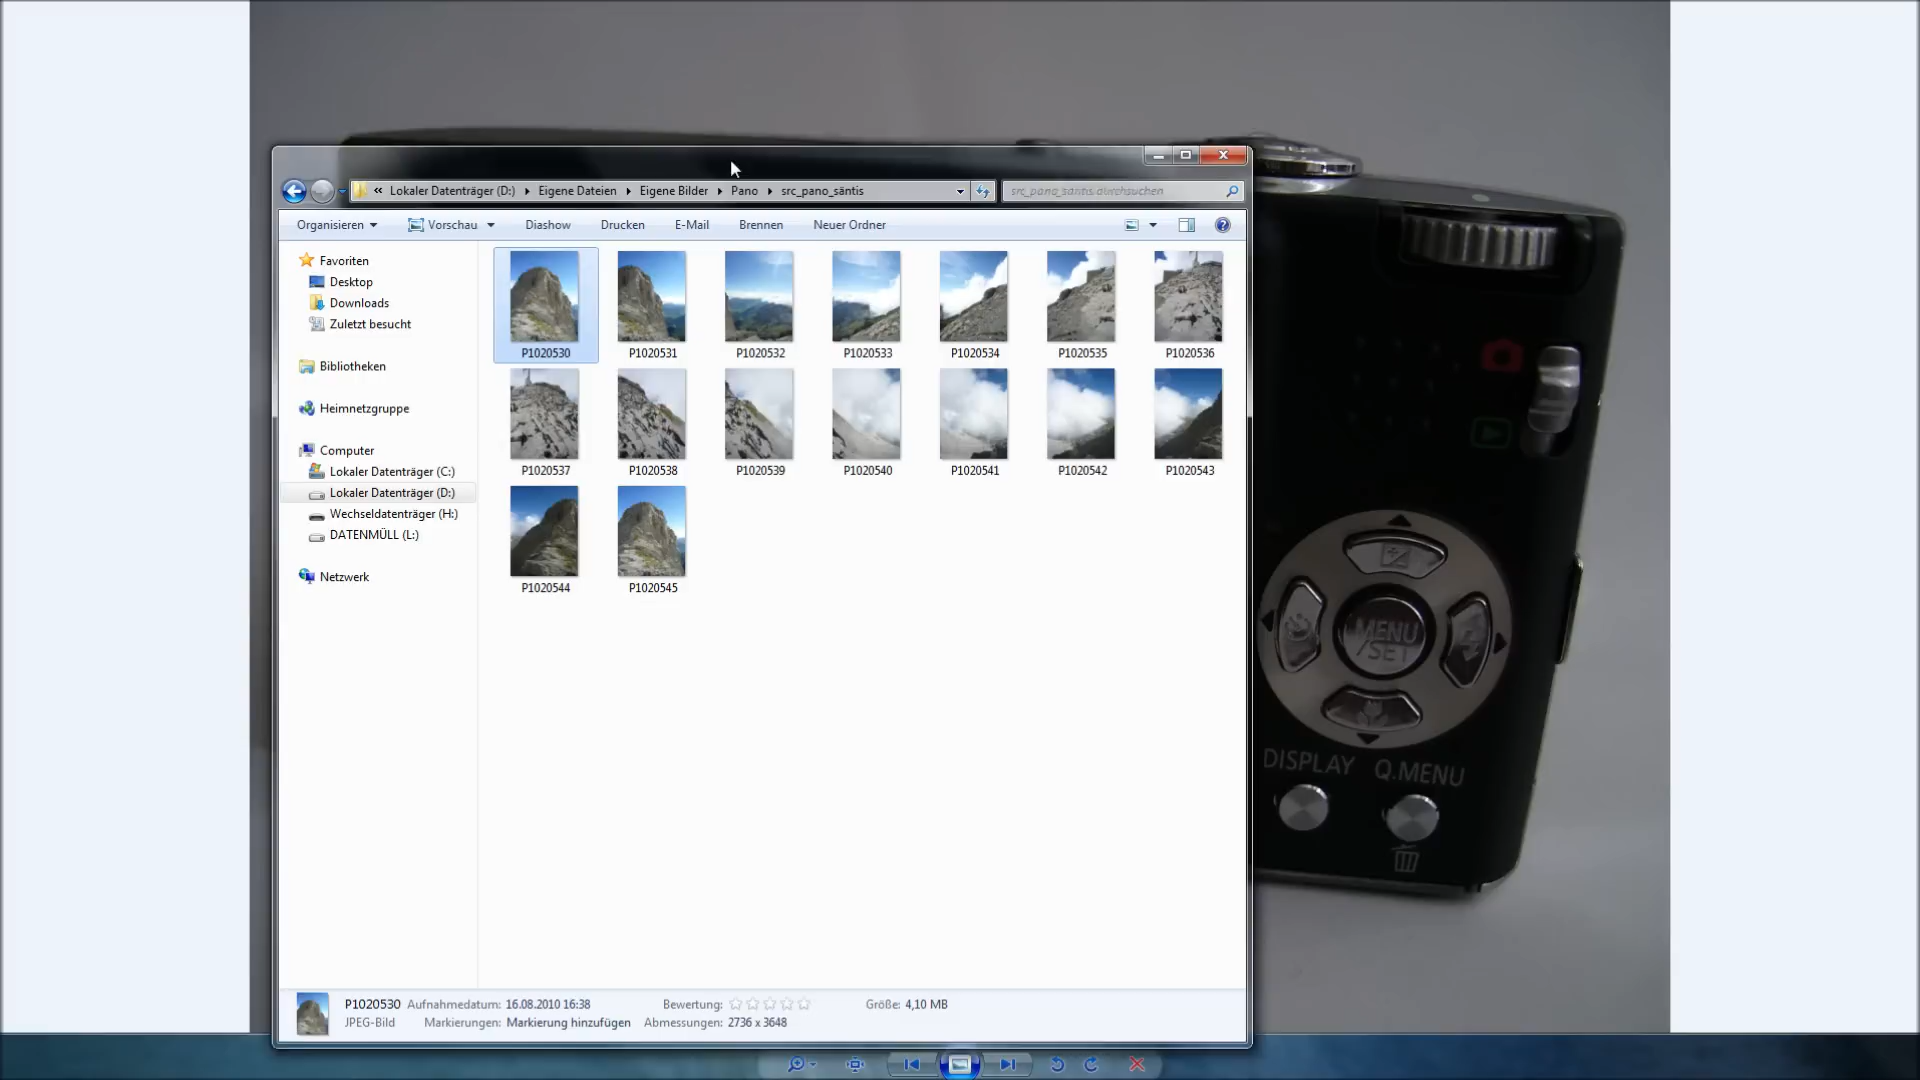 « Lokaler Datenträger (D:) Eigene Dateien Eigene Bilder Pano src_pano_säntis src_pano_säntis durchsuchen
Organisieren Vorschau Diashow Drucken E-Mail Brennen Neuer Ordner
Favoriten
Desktop
Downloads
Zuletzt besucht
Bibliotheken
Heimnetzgruppe
Computer
Lokaler Datenträger (C:)
Lokaler Datenträger (D:)
Wechseldatenträger (H:)
DATENMÜLL (L:)
Netzwerk
P1020530 P1020531 P1020532 P1020533 P1020534 P1020535 P1020536
P1020537 P1020538 P1020539 P1020540 P1020541 P1020542 P1020543
P1020544 P1020545
MENU
/SET
DISPLAY Q.MENU
P1020530 Aufnahmedatum: 16.08.2010 16:38 Bewertung: Größe: 4,10 MB
JPEG-Bild Markierungen: Markierung hinzufügen Abmessungen: 2736 x 3648